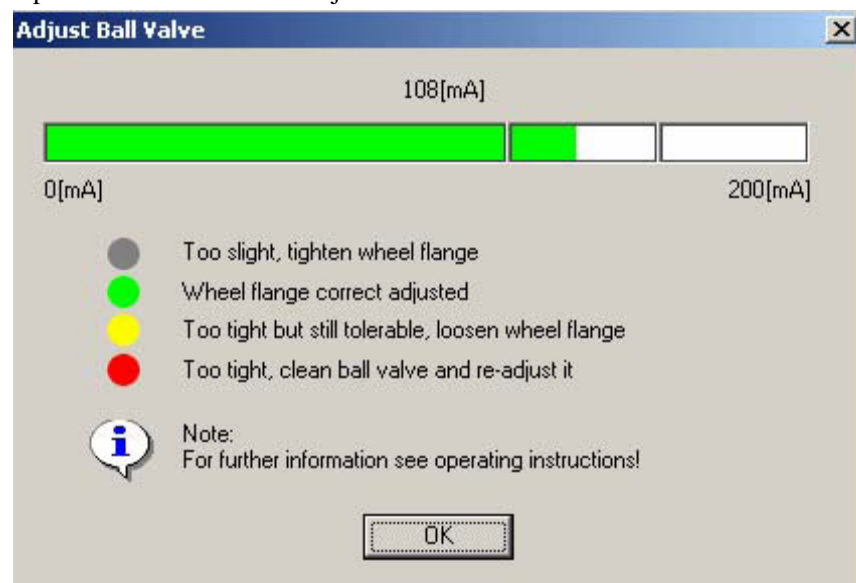 Adjust Ball Valve
108[mA]
0[mA]
200[mA]
Too slight, tighten wheel flange
Wheel flange correct adjusted
Too tight but still tolerable, loosen wheel flange
Too tight, clean ball valve and re-adjust it
Note:
For further information see operating instructions!
OK